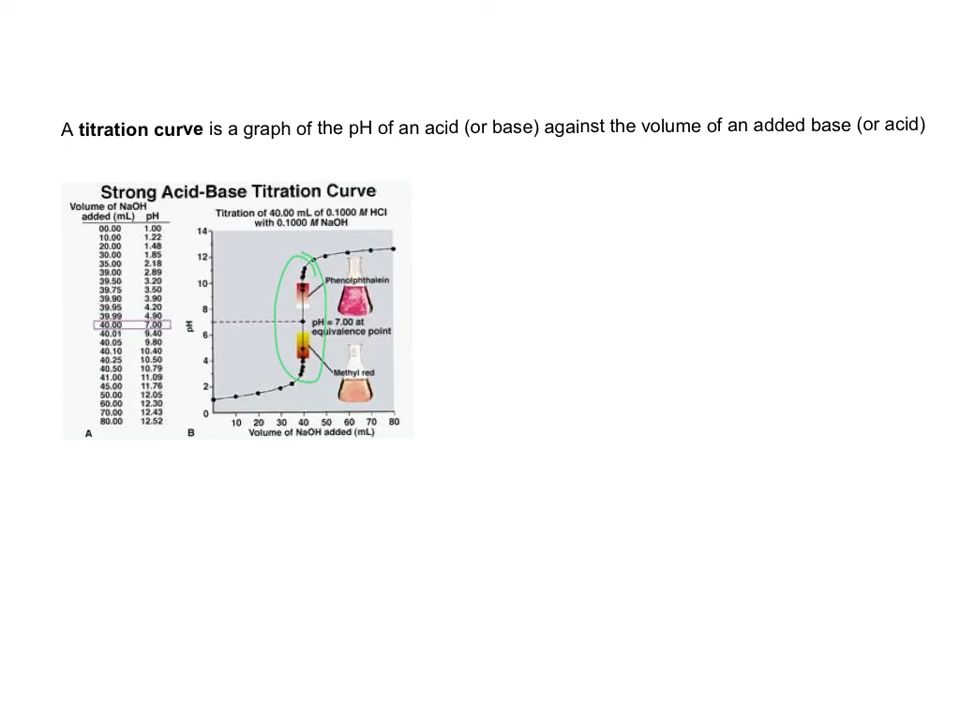 A titration curve is a graph of the pH of an acid (or base) against the volume of an added base (or acid)
Strong Acid-Base Titration Curve
Volume of NaOH
added (mL) pH
00.00 1.00
10.00 1.22
20.00 1.48
30.00 1.85
35.00 2.18
39.00 2.89
39.50 3.20
39.75 3.50
39.90 3.90
39.95 4.20
39.99 4.90
40.00 7.00
40.01 9.40
40.05 9.80
40.10 10.40
40.25 10.50
40.50 10.79
41.00 11.09
45.00 11.76
50.00 12.05
60.00 12.30
70.00 12.43
80.00 12.52
A
Titration of 40.00 mL of 0.1000 M HCl
with 0.1000 M NaOH
14
12
10
8
6
4
2
0
pH
Phenolphthalein
pH = 7.00 at
equivalence point
Methyl red
10 20 30 40 50 60 70 80
Volume of NaOH added (mL)
B